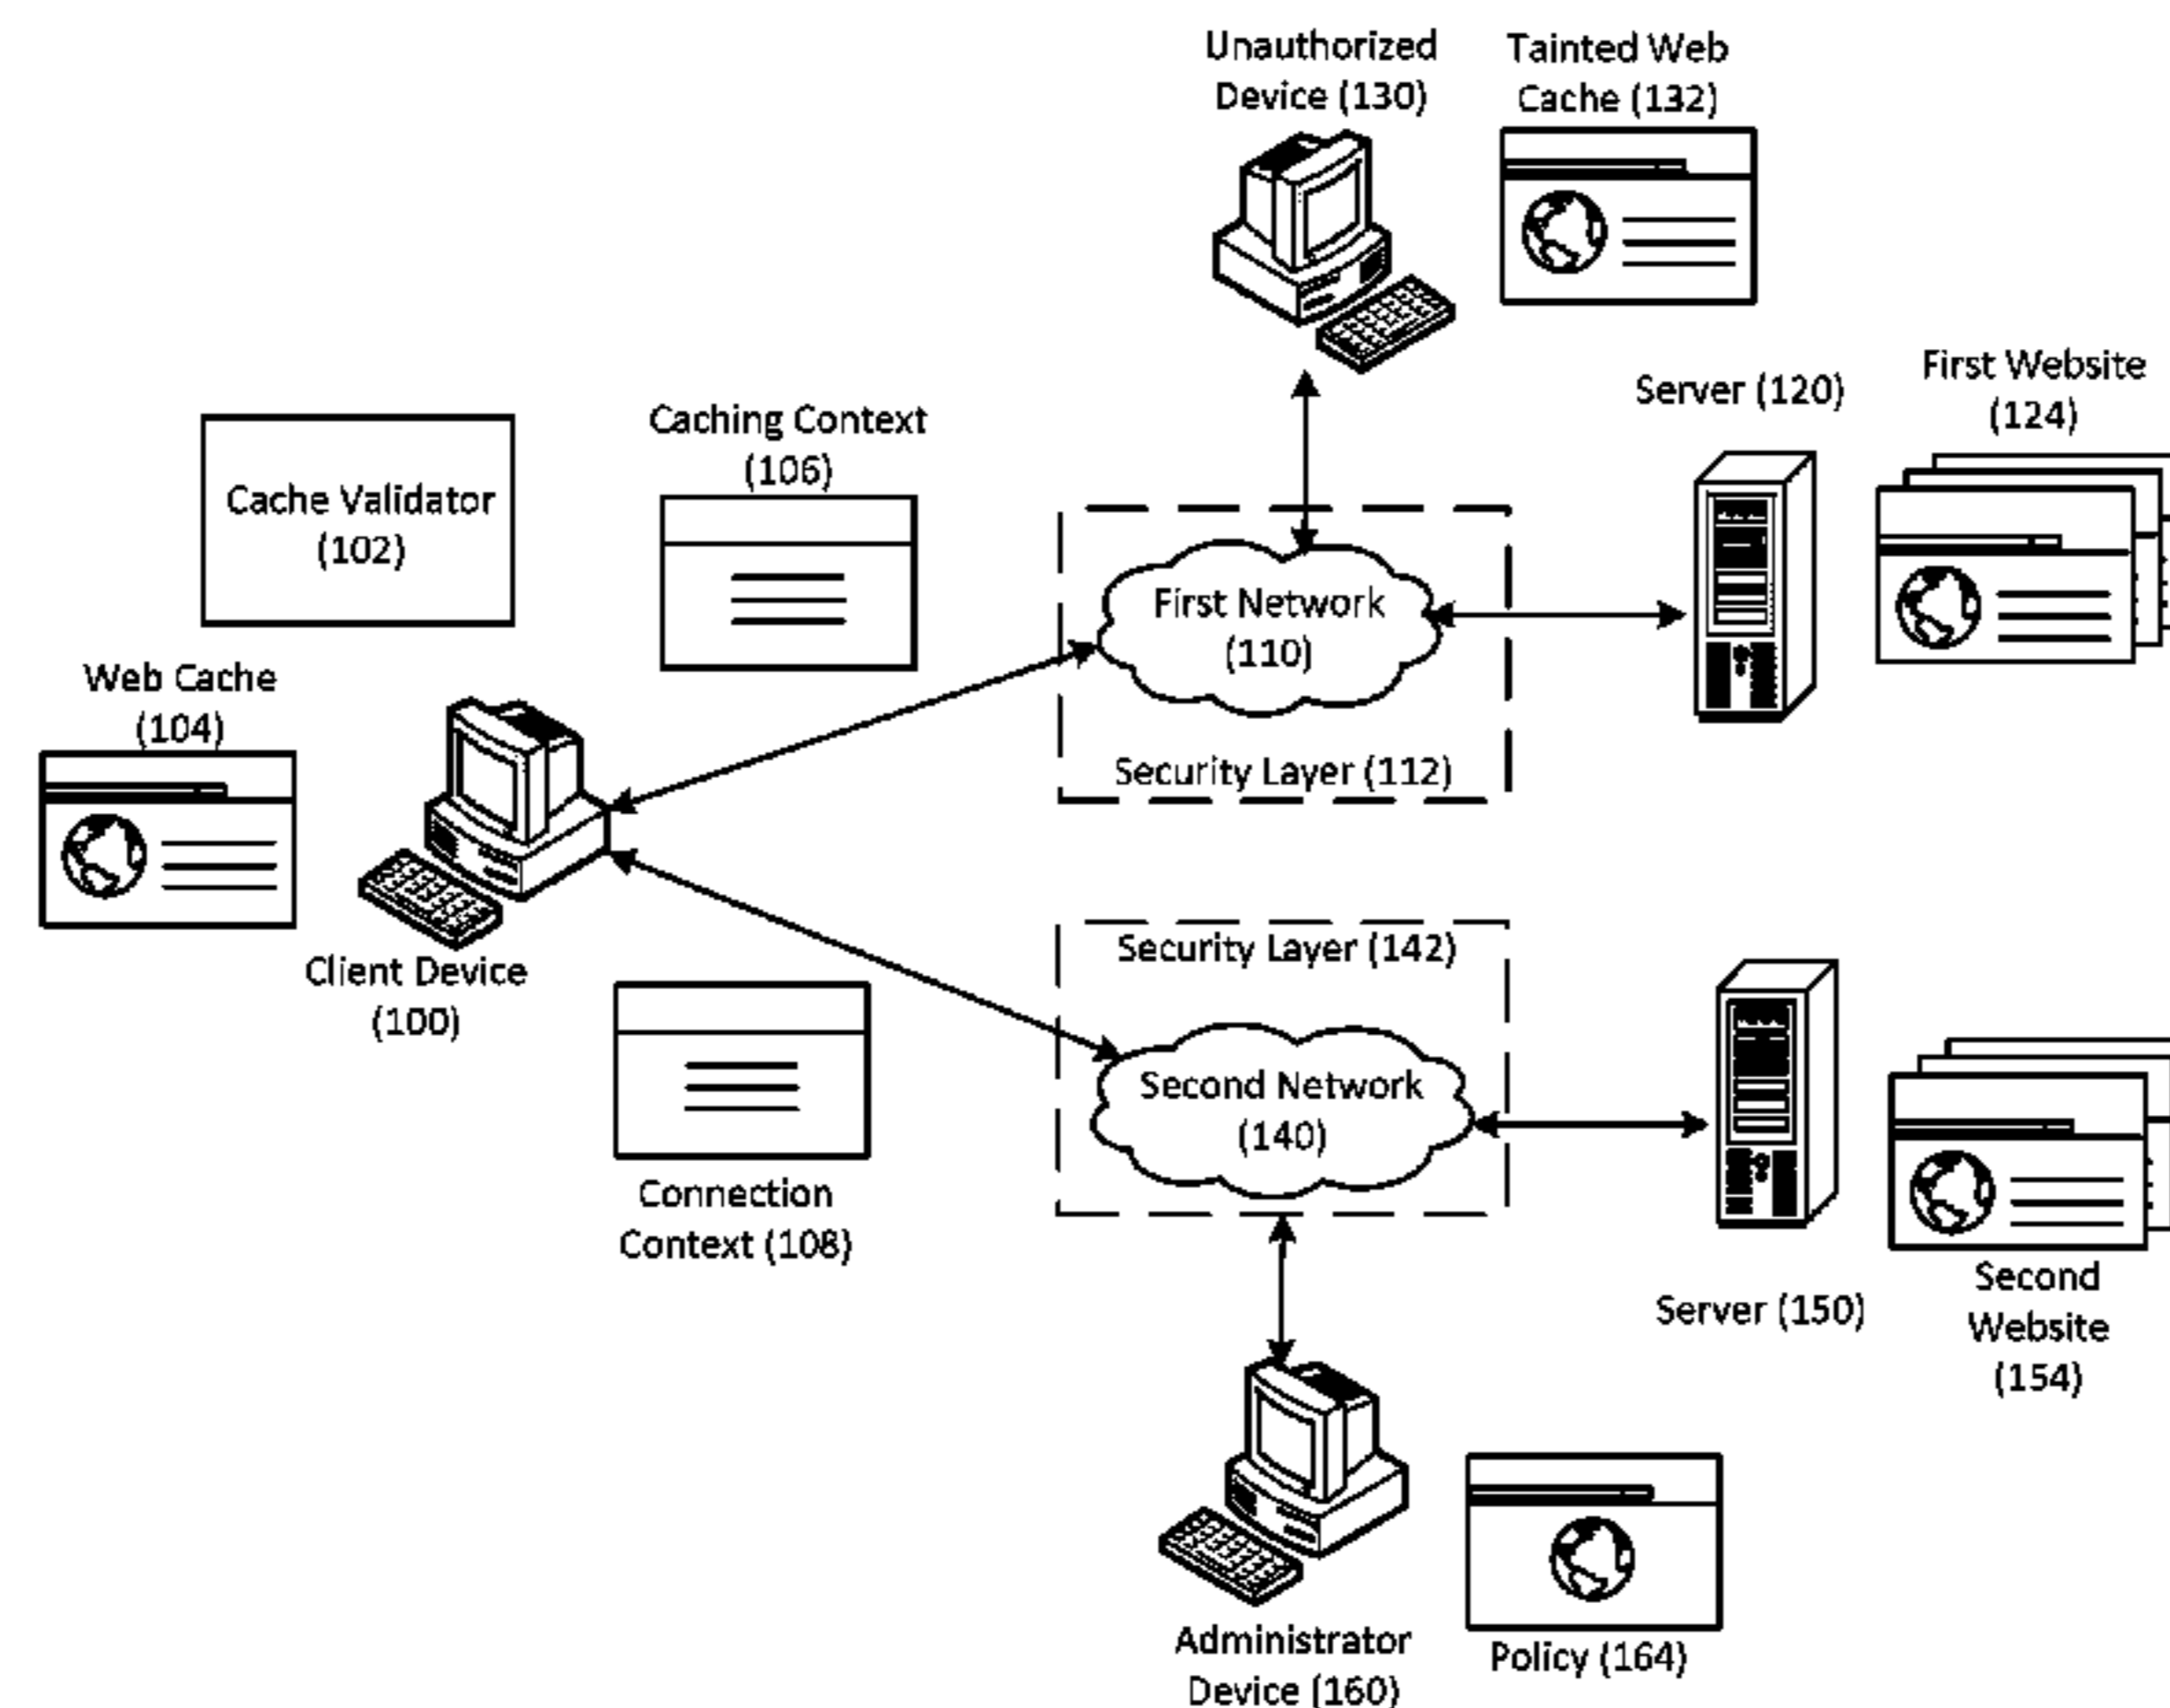 Unauthorized
Device (130)
Tainted Web
Cache (132)
First Website
(124)
Server (120)
Caching Context
(106)
Cache Validator
(102)
First Network
(110)
Security Layer (112)
Web Cache
(104)
Client Device
(100)
Security Layer (142)
Second Network
(140)
Connection
Context (108)
Server (150)
Second
Website
(154)
Administrator
Device (160)
Policy (164)